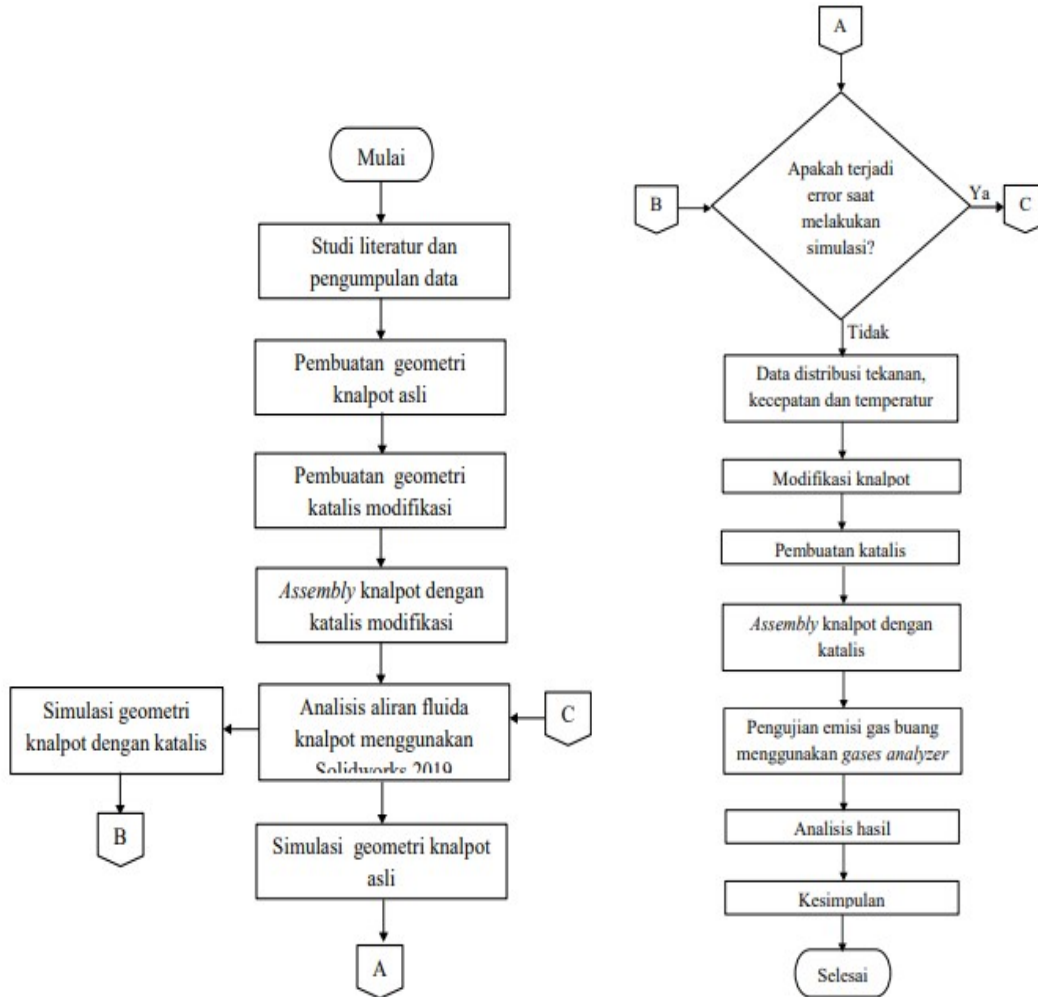 Mulai
Studi literatur dan
pengumpulan data
Pembuatan geometri
knalpot asli
Pembuatan geometri
katalis modifikasi
Assembly knalpot dengan
katalis modifikasi
Analisis aliran fluida
knalpot menggunakan
Solidworks 2019
C
Simulasi geometri
knalpot dengan katalis
B
Simulasi geometri knalpot
asli
A
A
Apakah terjadi
error saat
melakukan
simulasi?
B
Ya
C
Tidak
Data distribusi tekanan,
kecepatan dan temperatur
Modifikasi knalpot
Pembuatan katalis
Assembly knalpot dengan
katalis
Pengujian emisi gas buang
menggunakan gases analyzer
Analisis hasil
Kesimpulan
Selesai